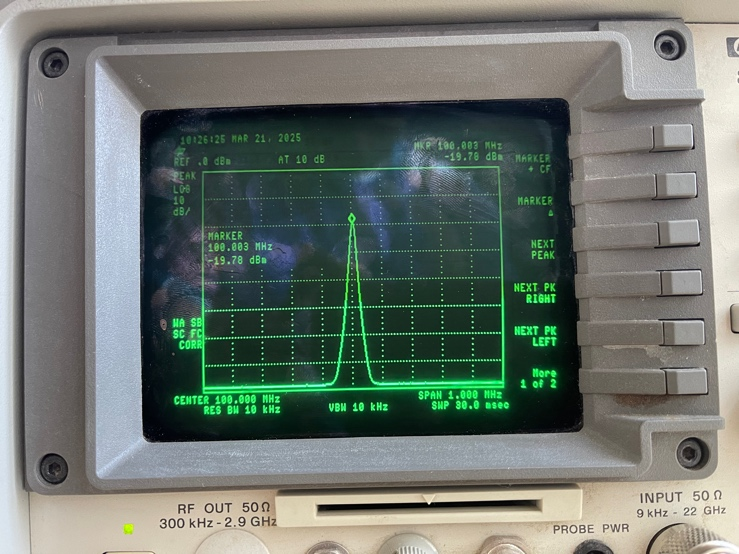 10:26:25 MAR 21, 2025
REF .0 dBm AT 10 dB
MKR 100.003 MHz
-19.78 dBm
PEAK
LOG
10
dB/
MARKER
100.003 MHz
-19.78 dBm
WA SB
SC FC
CORR
CENTER 100.000 MHz
SPAN 1.000 MHz
RES BW 10 kHz
VBW 10 kHz
SWP 30.0 msec
MARKER
→ CF
MARKER
Δ
NEXT
PEAK
NEXT PK
RIGHT
NEXT PK
LEFT
More
1 of 2
RF OUT 50Ω
300 kHz - 2.9 GHz
PROBE PWR
INPUT 50 Ω
9 kHz - 22 GHz